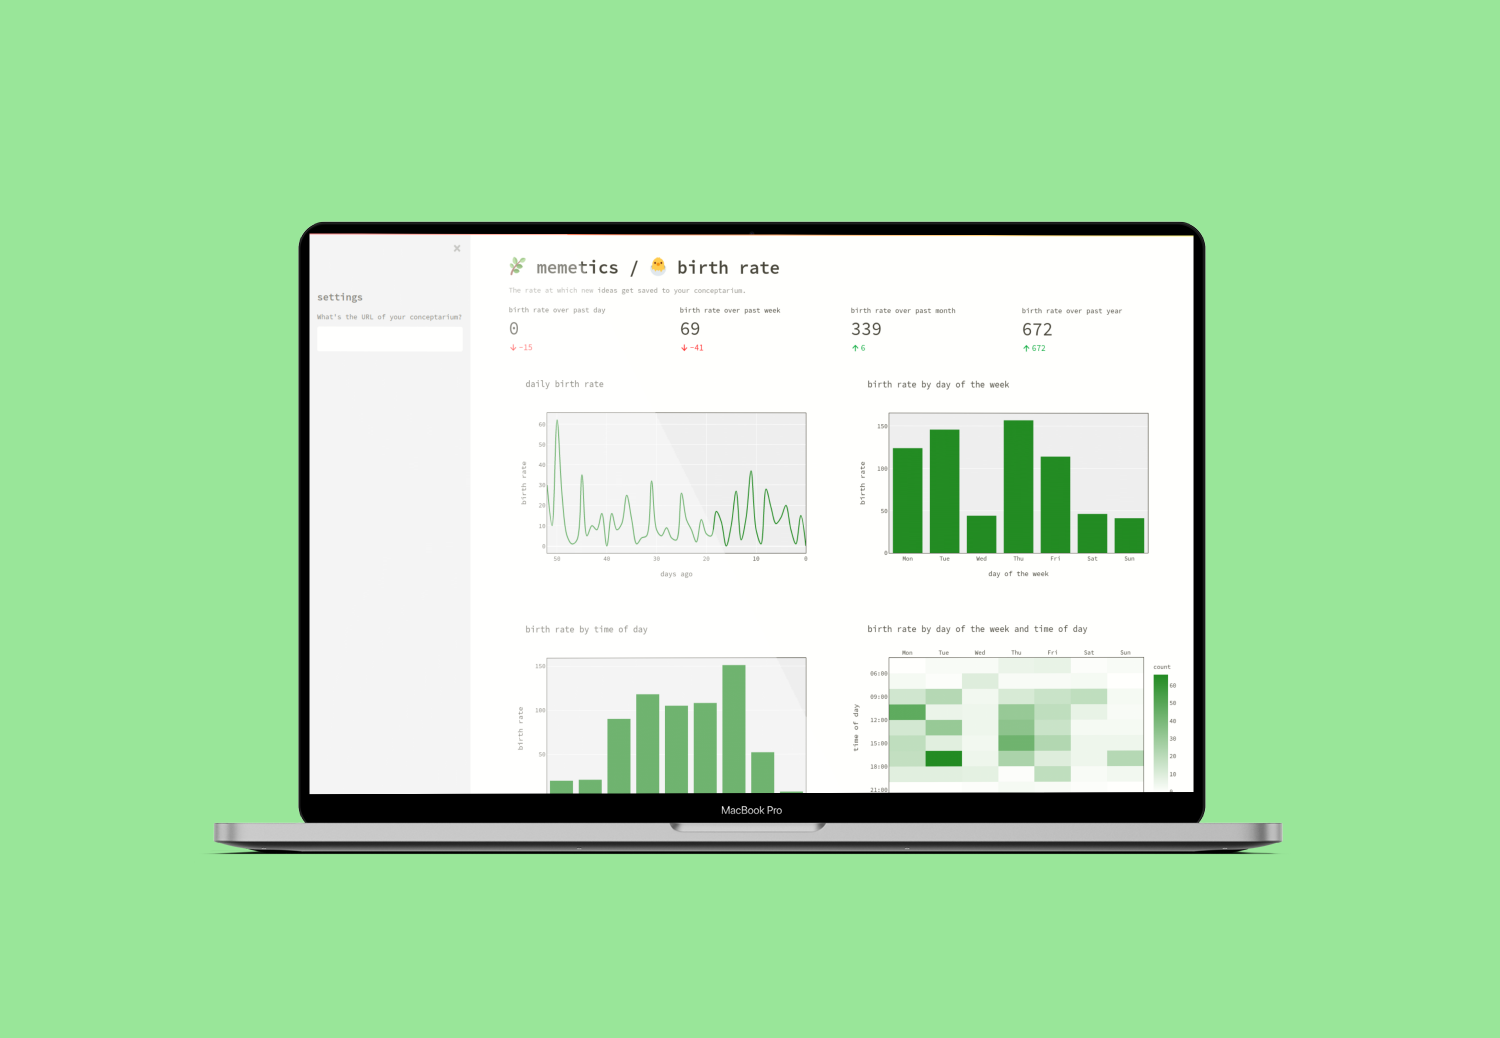 settings
What's the URL of your conceptarium?
memetics / birth rate
The rate at which new ideas get saved to your conceptarium.
birth rate over past day
0
-15
birth rate over past week
69
-41
birth rate over past month
339
6
birth rate over past year
672
672
daily birth rate
birth rate
60
50
40
30
20
10
0
50 40 30 20 10 0
days ago
birth rate by day of the week
birth rate
150
100
50
0
Mon Tue Wed Thu Fri Sat Sun
day of the week
birth rate by time of day
birth rate
150
100
50
birth rate by day of the week and time of day
Mon Tue Wed Thu Fri Sat Sun
time of day
06:00
09:00
12:00
15:00
18:00
21:00
count
60
50
40
30
20
10
MacBook Pro